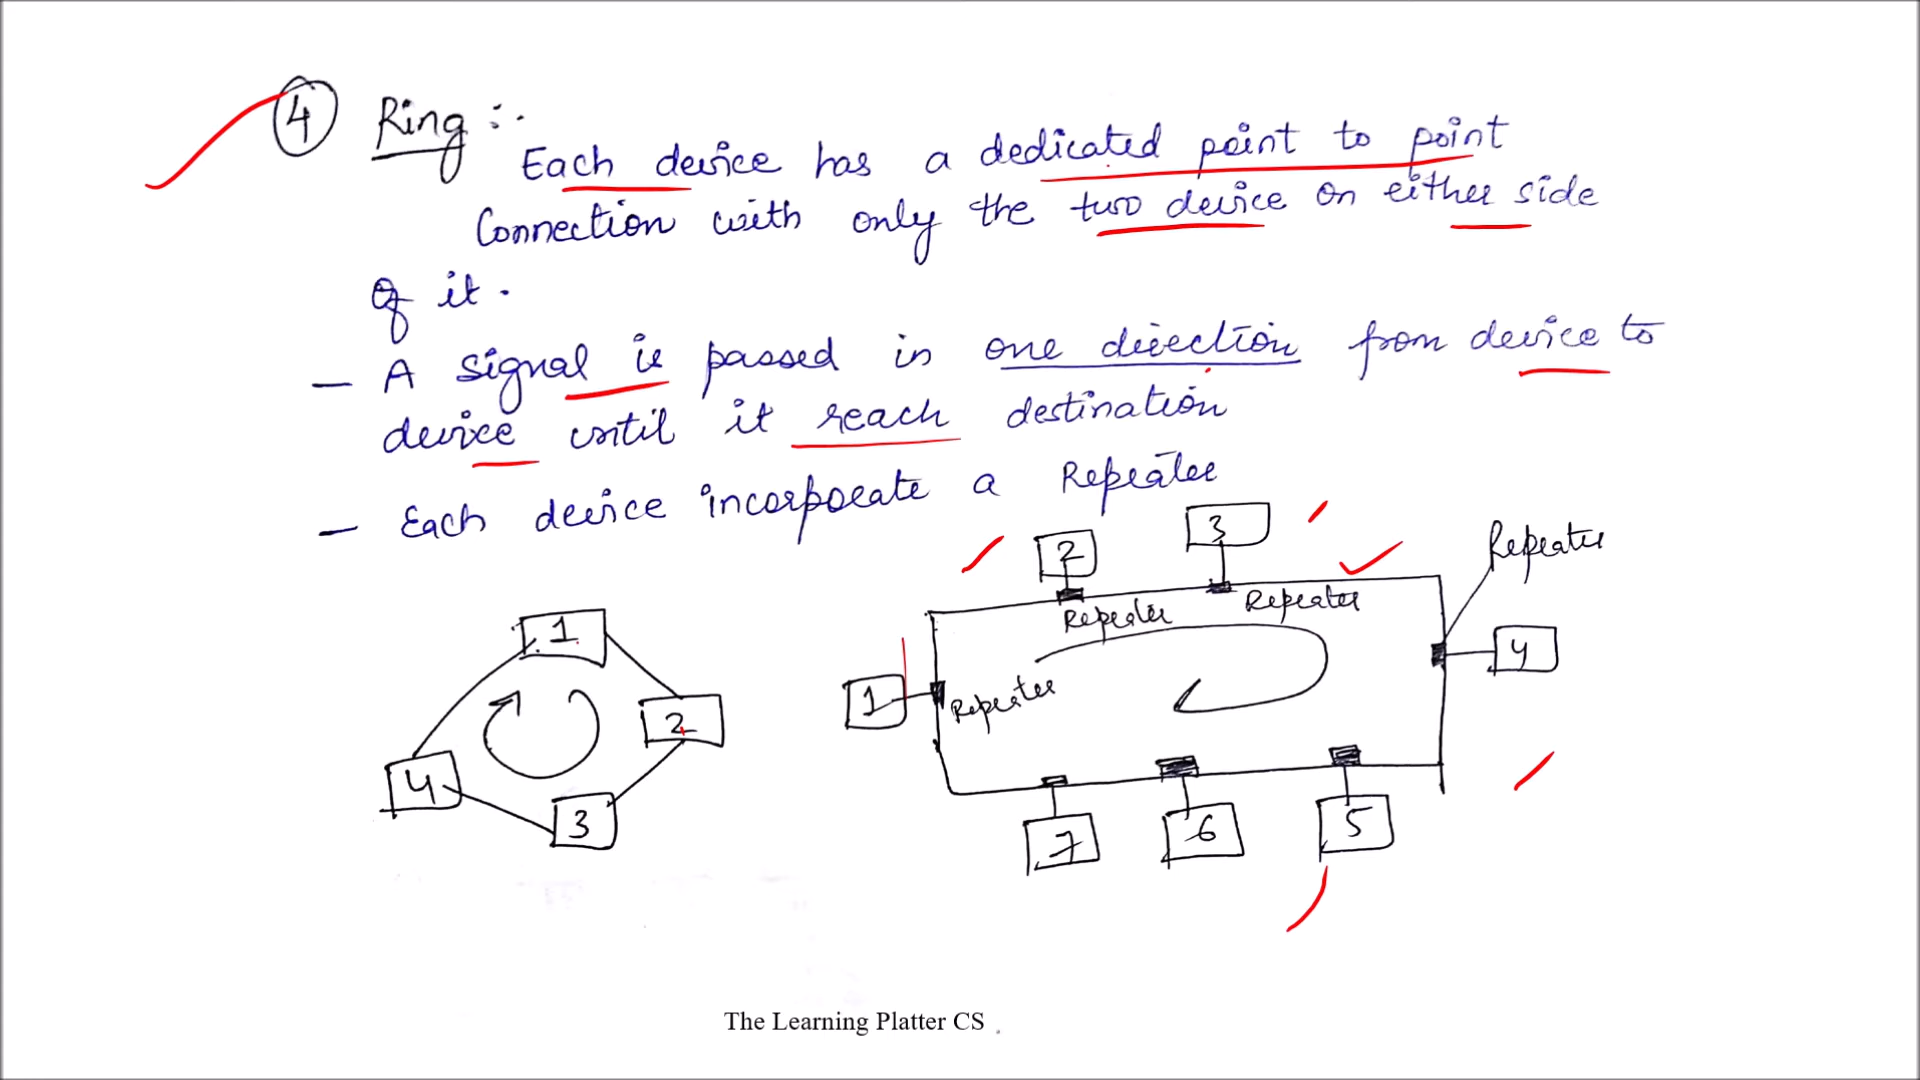 4 Ring :-
Each device has a dedicated point to point
Connection with only the two device on either side
of it.
- A signal is passed in one direction from device to
device until it reach destination
- Each device incorporate a Repeater
2
3
Repeater
Repeater
Repeater
1
4
1
Repeater
2
4
3
7
6
5
The Learning Platter CS